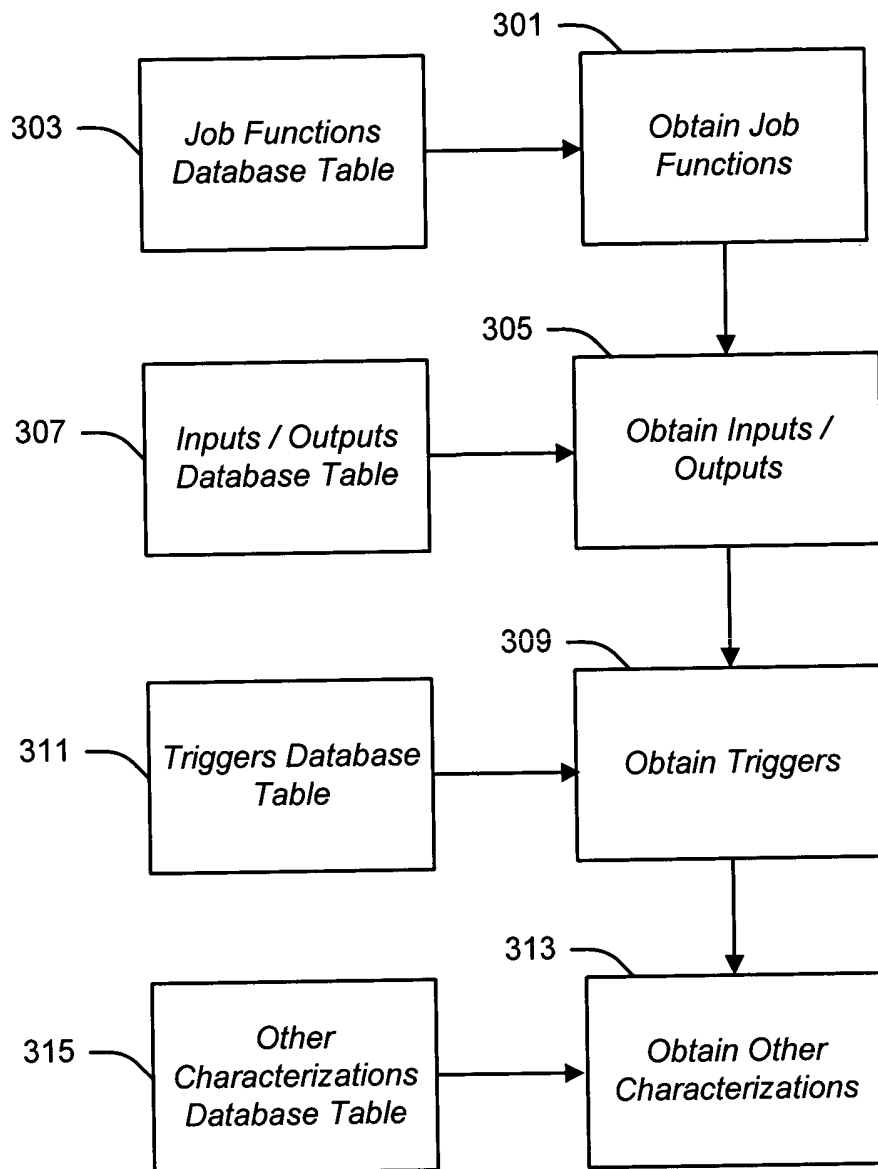 301
303
Job Functions
Database Table
Obtain Job
Functions
305
307
Inputs / Outputs
Database Table
Obtain Inputs /
Outputs
309
311
Triggers Database
Table
Obtain Triggers
313
315
Other
Characterizations
Database Table
Obtain Other
Characterizations